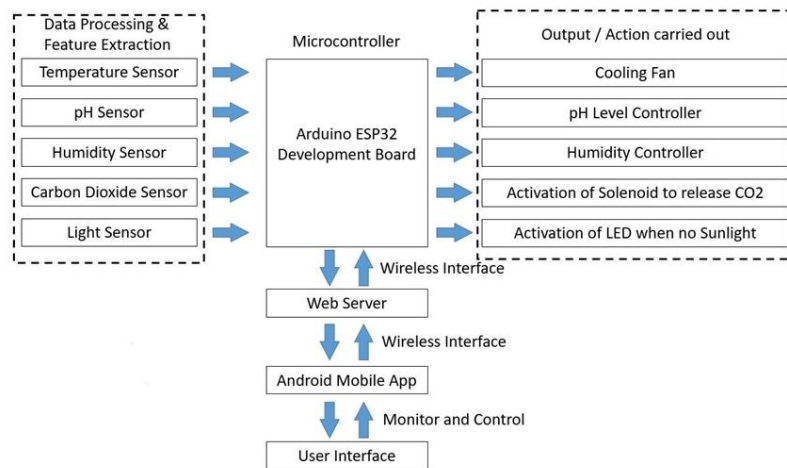 Data Processing &
Feature Extraction
Temperature Sensor
pH Sensor
Humidity Sensor
Carbon Dioxide Sensor
Light Sensor
Microcontroller
Arduino ESP32
Development Board
Output / Action carried out
Cooling Fan
pH Level Controller
Humidity Controller
Activation of Solenoid to release CO2
Activation of LED when no Sunlight
Wireless Interface
Web Server
Wireless Interface
Android Mobile App
Monitor and Control
User Interface